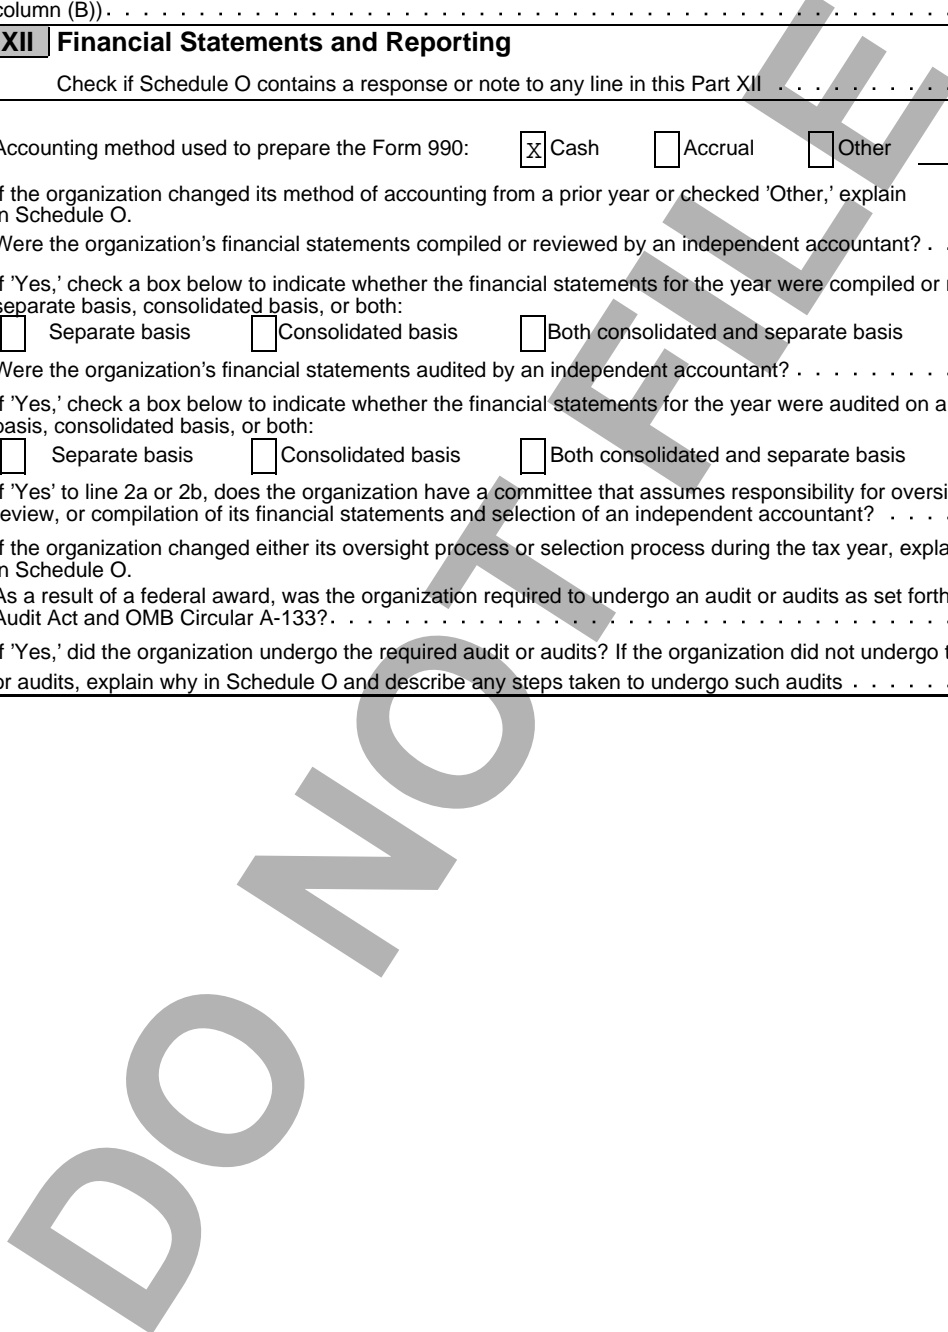 column (B)) . . . . . . . . . . . . . . . . . . . . . . . . . . . . . . . . . . .
XII Financial Statements and Reporting
Check if Schedule O contains a response or note to any line in this Part XII . . . . . . . .
Accounting method used to prepare the Form 990: X Cash Accrual Other
If the organization changed its method of accounting from a prior year or checked 'Other,' explain
in Schedule O.
Were the organization's financial statements compiled or reviewed by an independent accountant? . .
If 'Yes,' check a box below to indicate whether the financial statements for the year were compiled or
separate basis, consolidated basis, or both:
Separate basis Consolidated basis Both consolidated and separate basis
Were the organization's financial statements audited by an independent accountant? . . . . . . . . .
If 'Yes,' check a box below to indicate whether the financial statements for the year were audited on a
basis, consolidated basis, or both:
Separate basis Consolidated basis Both consolidated and separate basis
If 'Yes' to line 2a or 2b, does the organization have a committee that assumes responsibility for oversi
review, or compilation of its financial statements and selection of an independent accountant? . . . .
If the organization changed either its oversight process or selection process during the tax year, expla
in Schedule O.
As a result of a federal award, was the organization required to undergo an audit or audits as set forth
Audit Act and OMB Circular A-133? . . . . . . . . . . . . . . . . . . . . . . . . . .
If 'Yes,' did the organization undergo the required audit or audits? If the organization did not undergo t
or audits, explain why in Schedule O and describe any steps taken to undergo such audits . . . . . .
DO NOT FILE